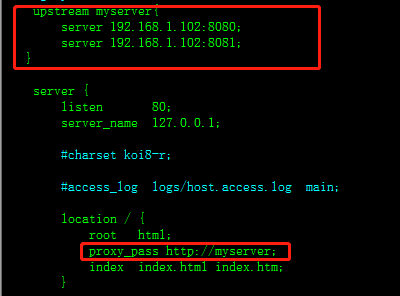 upstream myserver{
server 192.168.1.102:8080;
server 192.168.1.102:8081;
}
server {
listen 80;
server_name 127.0.0.1;
#charset koi8-r;
#access_log logs/host.access.log main;
location / {
root html;
proxy_pass http://myserver;
index index.html index.htm;
}